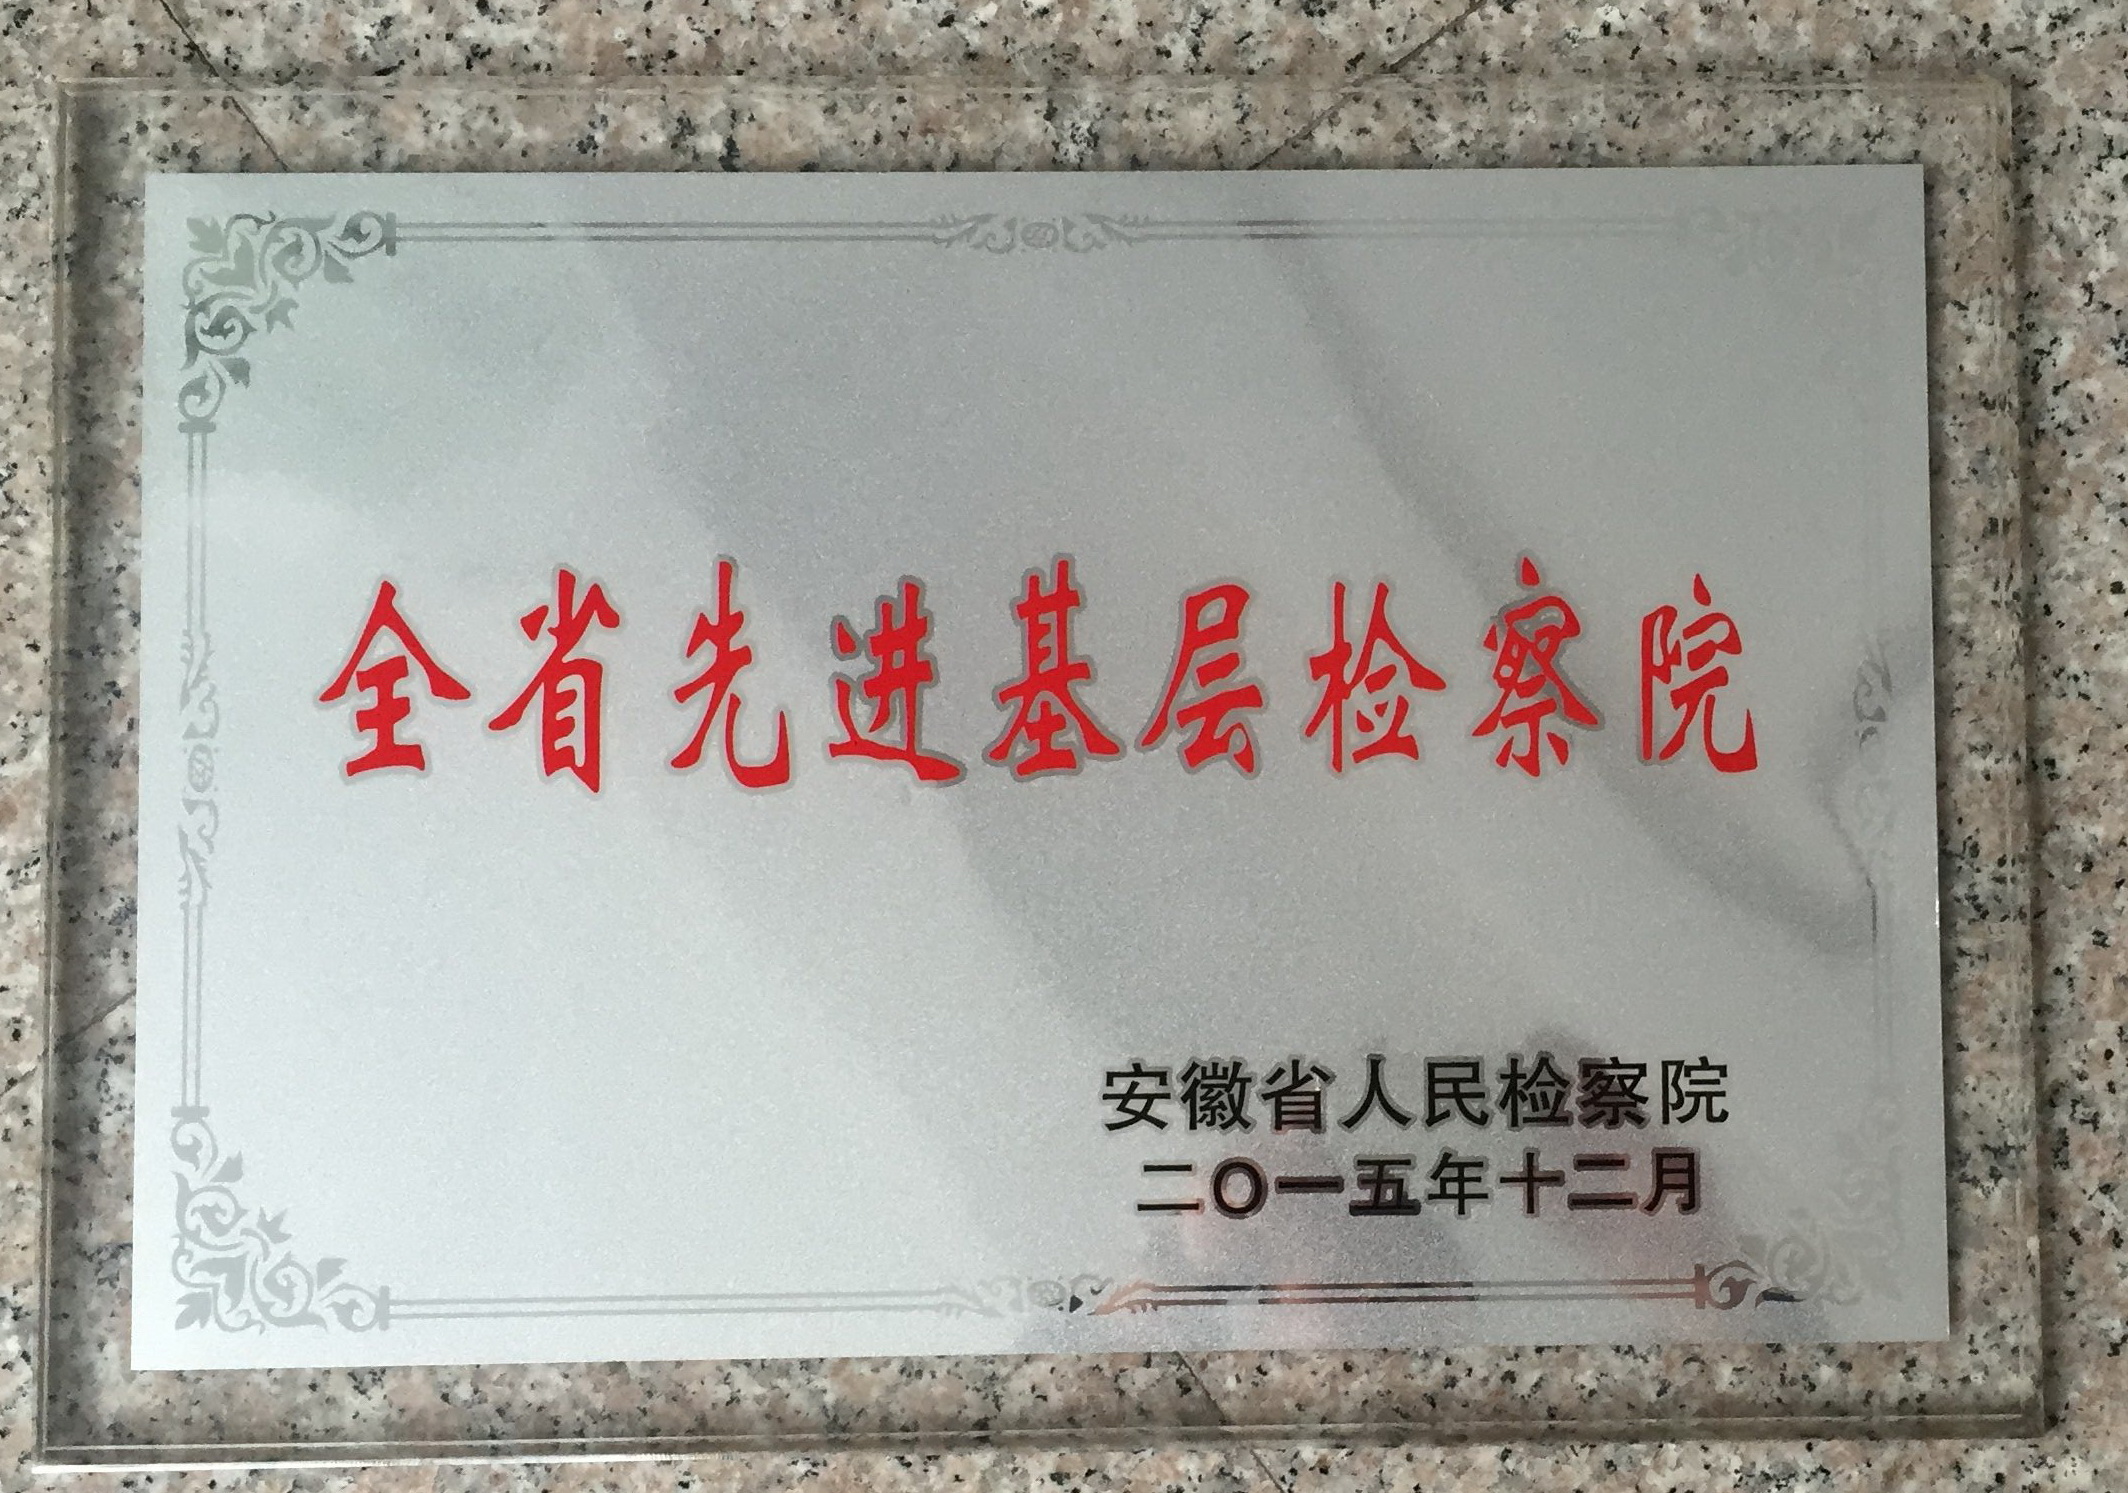 全省先进基层检察院
安徽省人民检察院
二〇一五年十二月